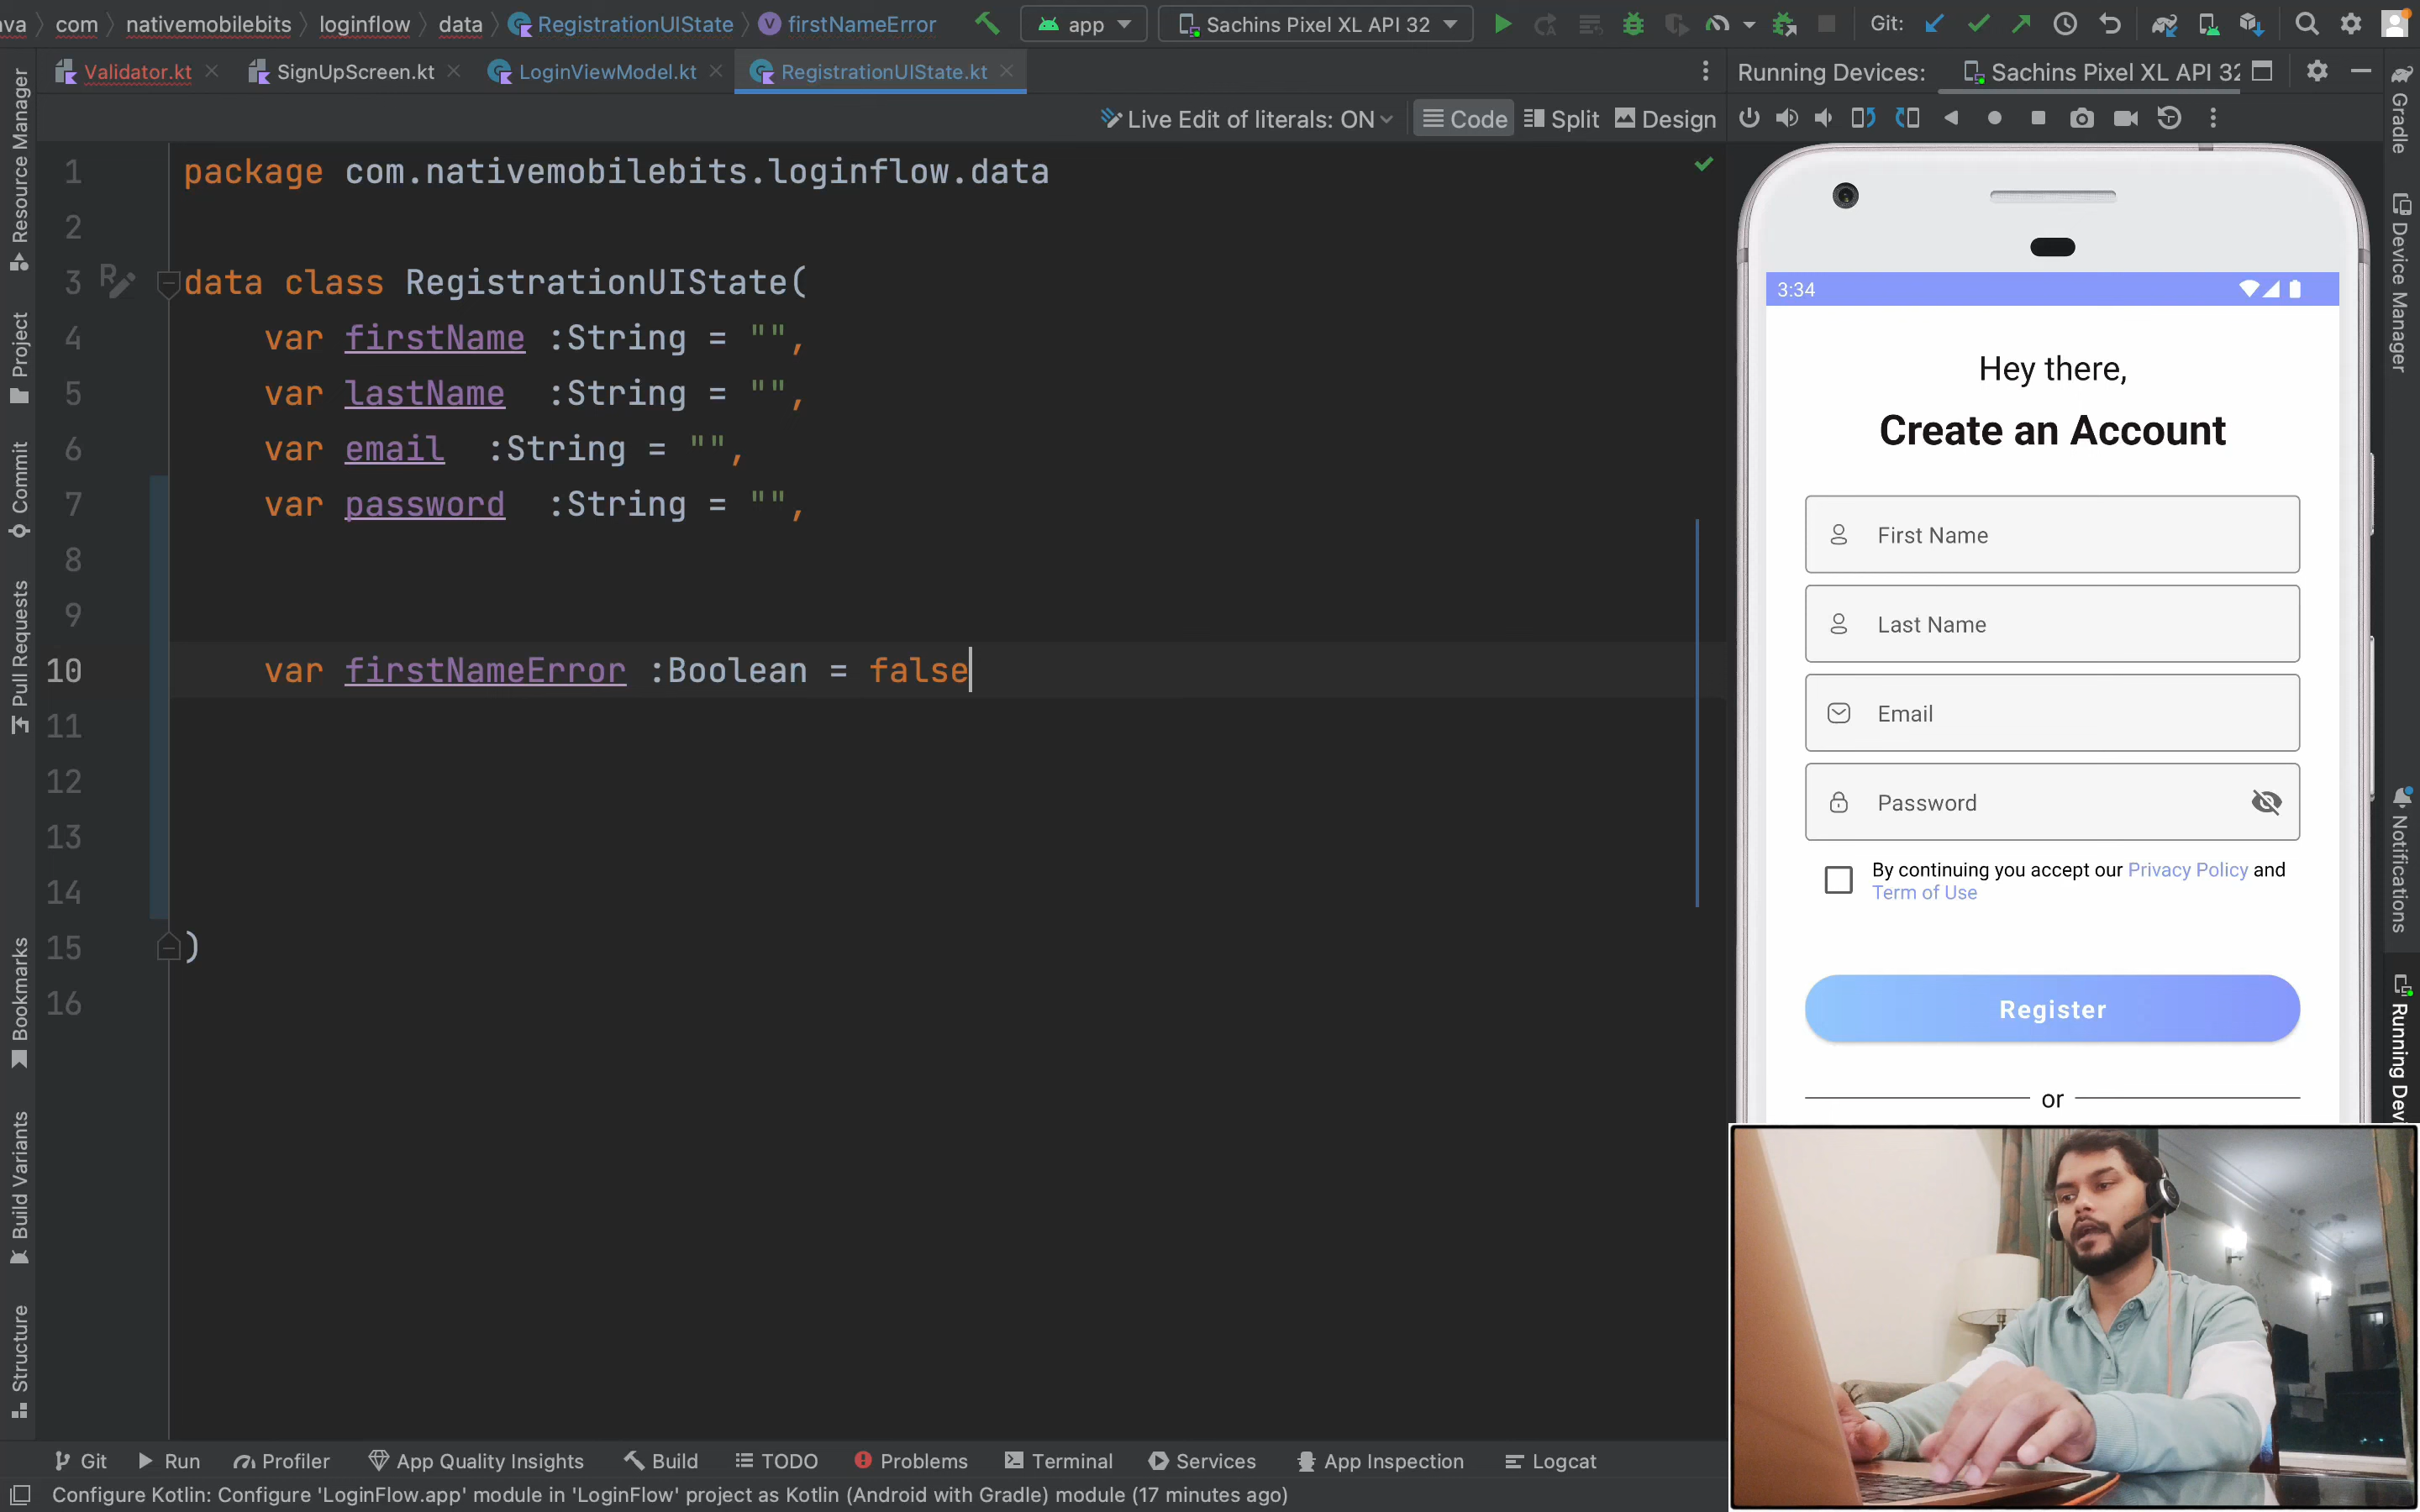 va com nativemobilebits loginflow data RegistrationUIState firstNameError app Sachins Pixel XL API 32 Git:
Validator.kt SignUpScreen.kt LoginViewModel.kt RegistrationUIState.kt Running Devices: Sachins Pixel XL API 32
Live Edit of literals: ON Code Split Design
1 package com.nativemobilebits.loginflow.data
2
3 data class RegistrationUIState(
4 var firstName :String = "",
5 var lastName :String = "",
6 var email :String = "",
7 var password :String = "",
8
9
10 var firstNameError :Boolean = false
11
12
13
14
15 )
16
Resource Manager
Project
Commit
Pull Requests
Bookmarks
Build Variants
Structure
3:34
Hey there,
Create an Account
First Name
Last Name
Email
Password
By continuing you accept our Privacy Policy and
Term of Use
Register
or
Gradle
Device Manager
Notifications
Running Dev
Git Run Profiler App Quality Insights Build TODO Problems Terminal Services App Inspection Logcat
Configure Kotlin: Configure 'LoginFlow.app' module in 'LoginFlow' project as Kotlin (Android with Gradle) module (17 minutes ago)